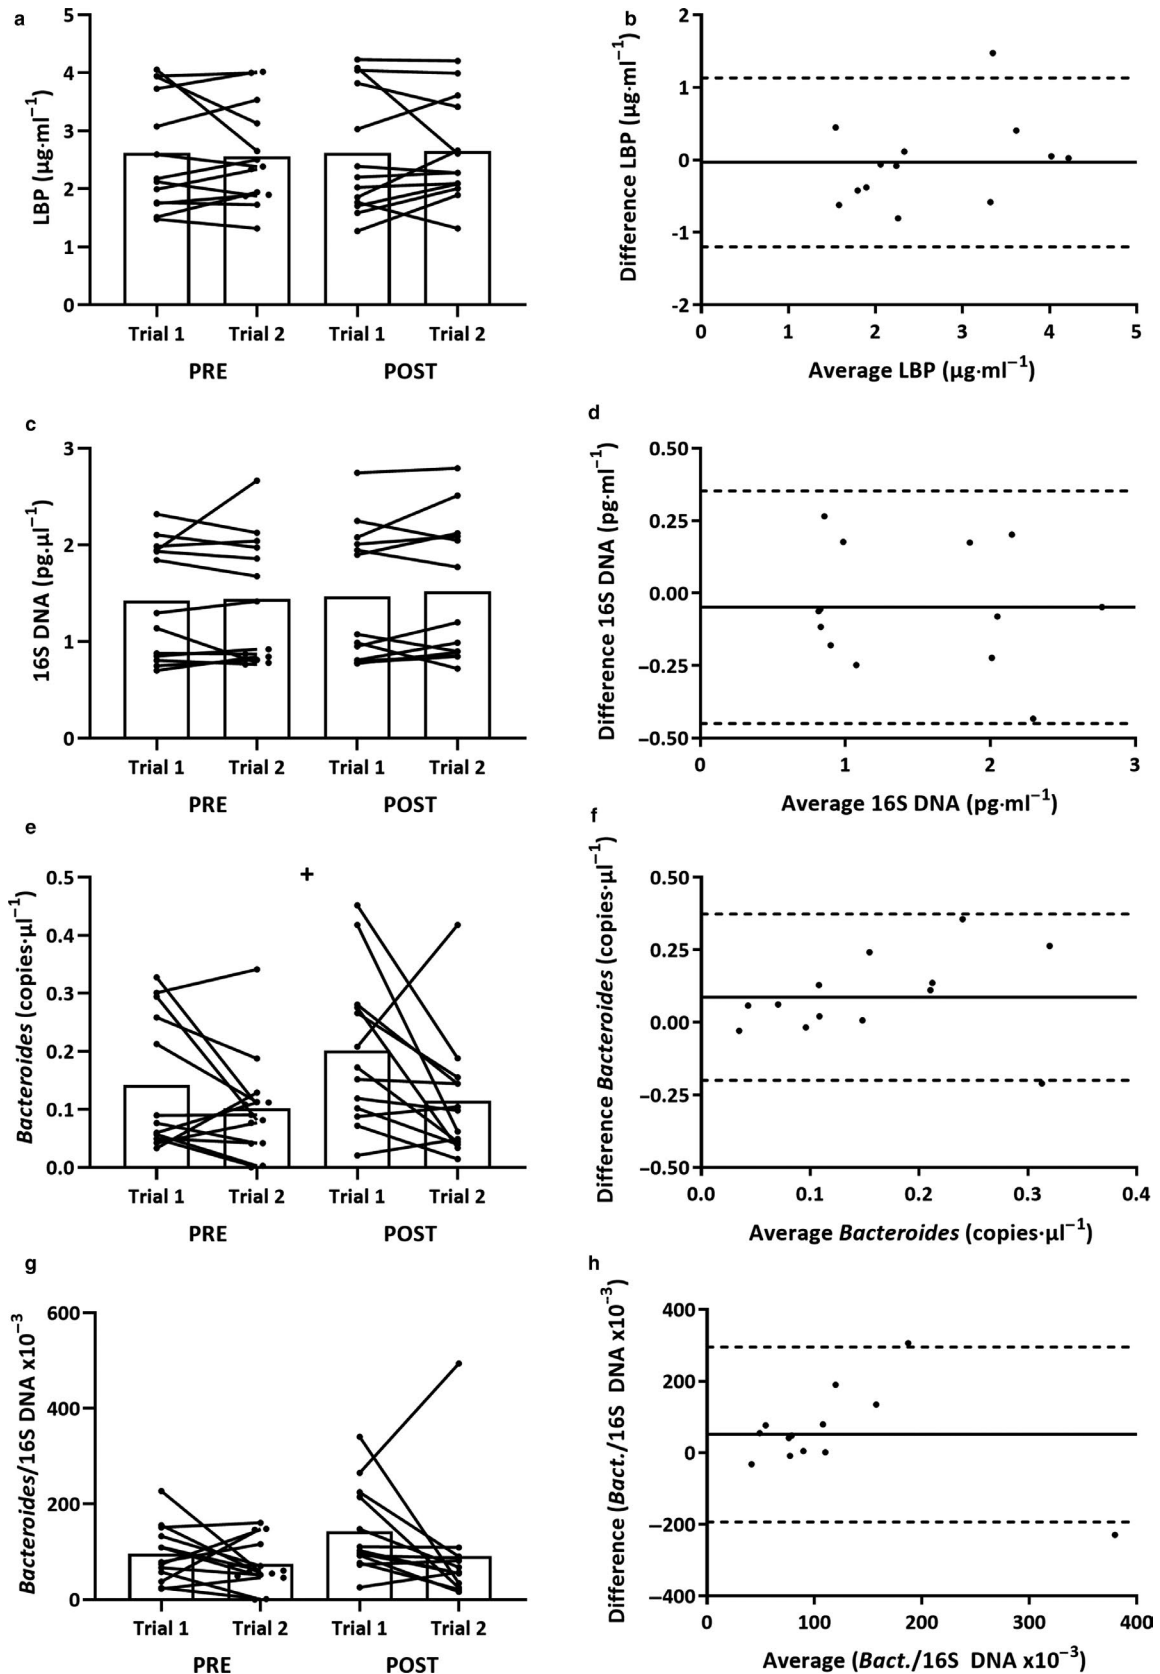 a
LBP (µg·ml⁻¹)
5
4
3
2
1
0
Trial 1 Trial 2 Trial 1 Trial 2
PRE POST
b
Difference LBP (µg·ml⁻¹)
2
1
0
-1
-2
0 1 2 3 4 5
Average LBP (µg·ml⁻¹)
c
16S DNA (pg.µl⁻¹)
3
2
1
0
Trial 1 Trial 2 Trial 1 Trial 2
PRE POST
d
Difference 16S DNA (pg·ml⁻¹)
0.50
0.25
0.00
−0.25
−0.50
0 1 2 3
Average 16S DNA (pg·ml⁻¹)
e
Bacteroides (copies·µl⁻¹)
0.5
0.4
0.3
0.2
0.1
0.0
+
Trial 1 Trial 2 Trial 1 Trial 2
PRE POST
f
Difference Bacteroides (copies·µl⁻¹)
0.50
0.25
0.00
−0.25
−0.50
0.0 0.1 0.2 0.3 0.4
Average Bacteroides (copies·µl⁻¹)
g
Bacteroides/16S DNA x10⁻³
600
400
200
0
Trial 1 Trial 2 Trial 1 Trial 2
PRE POST
h
Difference (Bact./16S DNA x10⁻³)
400
200
0
−200
−400
0 100 200 300 400
Average (Bact./16S DNA x10⁻³)